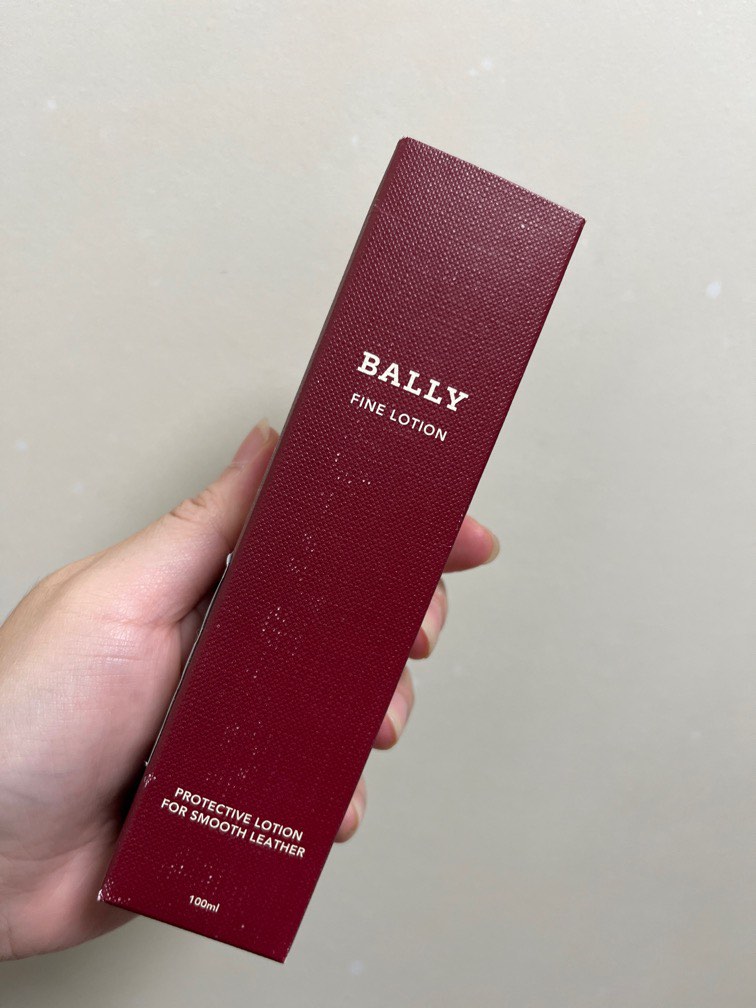 BALLY
FINE LOTION
PROTECTIVE LOTION
FOR SMOOTH LEATHER
100ml